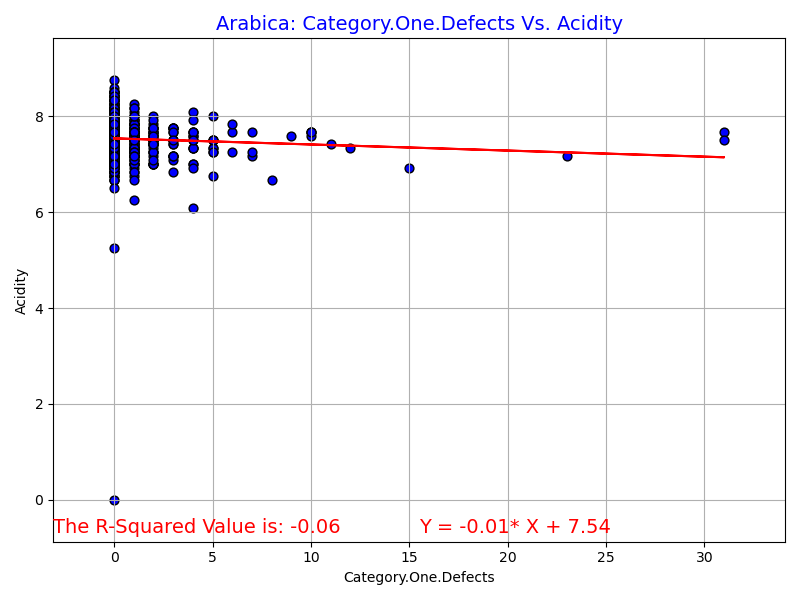 Arabica: Category.One.Defects Vs. Acidity
Acidity
8
6
4
2
0
The R-Squared Value is: -0.06
Y = -0.01* X + 7.54
0 5 10 15 20 25 30
Category.One.Defects